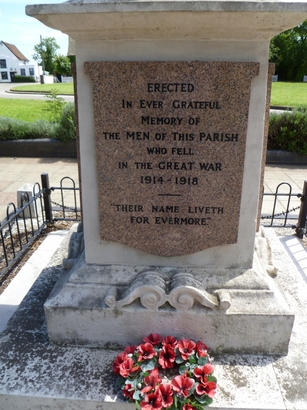 ERECTED
IN EVER GRATEFUL
MEMORY OF
THE MEN OF THIS PARISH
WHO FELL
IN THE GREAT WAR
1914-1918
"THEIR NAME LIVETH
FOR EVERMORE."